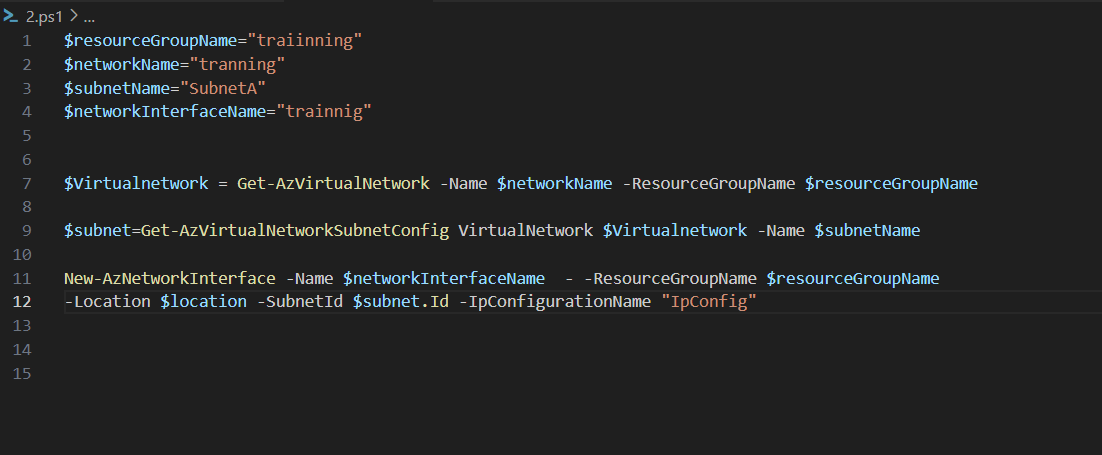 2.ps1 > ...
1 $resourceGroupName="traiinning"
2 $networkName="tranning"
3 $subnetName="SubnetA"
4 $networkInterfaceName="trainnig"
5
6
7 $Virtualnetwork = Get-AzVirtualNetwork -Name $networkName -ResourceGroupName $resourceGroupName
8
9 $subnet=Get-AzVirtualNetworkSubnetConfig VirtualNetwork $Virtualnetwork -Name $subnetName
10
11 New-AzNetworkInterface -Name $networkInterfaceName  - -ResourceGroupName $resourceGroupName
12 -Location $location -SubnetId $subnet.Id -IpConfigurationName "IpConfig"
13
14
15